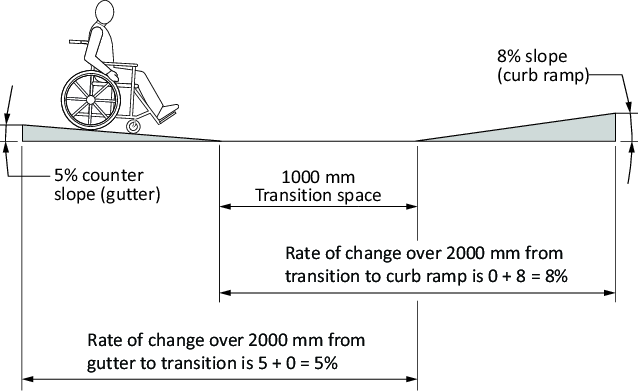 8% slope
(curb ramp)
5% counter
slope (gutter)
1000 mm
Transition space
Rate of change over 2000 mm from
transition to curb ramp is 0 + 8 = 8%
Rate of change over 2000 mm from
gutter to transition is 5 + 0 = 5%